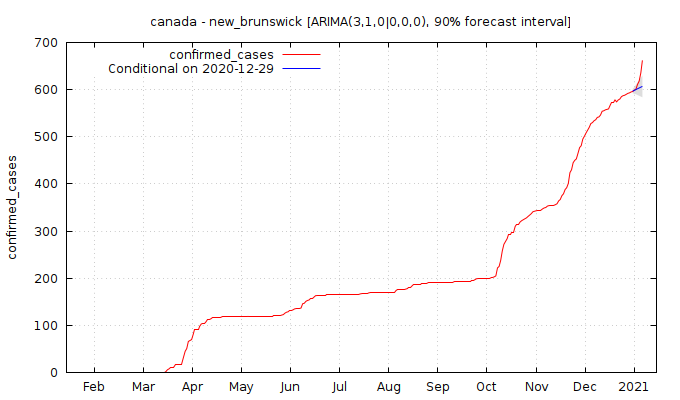 canada - new_brunswick [ARIMA(3,1,0|0,0,0), 90% forecast interval]
confirmed_cases
Conditional on 2020-12-29
700
600
500
400
300
200
100
0
confirmed_cases
Feb Mar Apr May Jun Jul Aug Sep Oct Nov Dec 2021